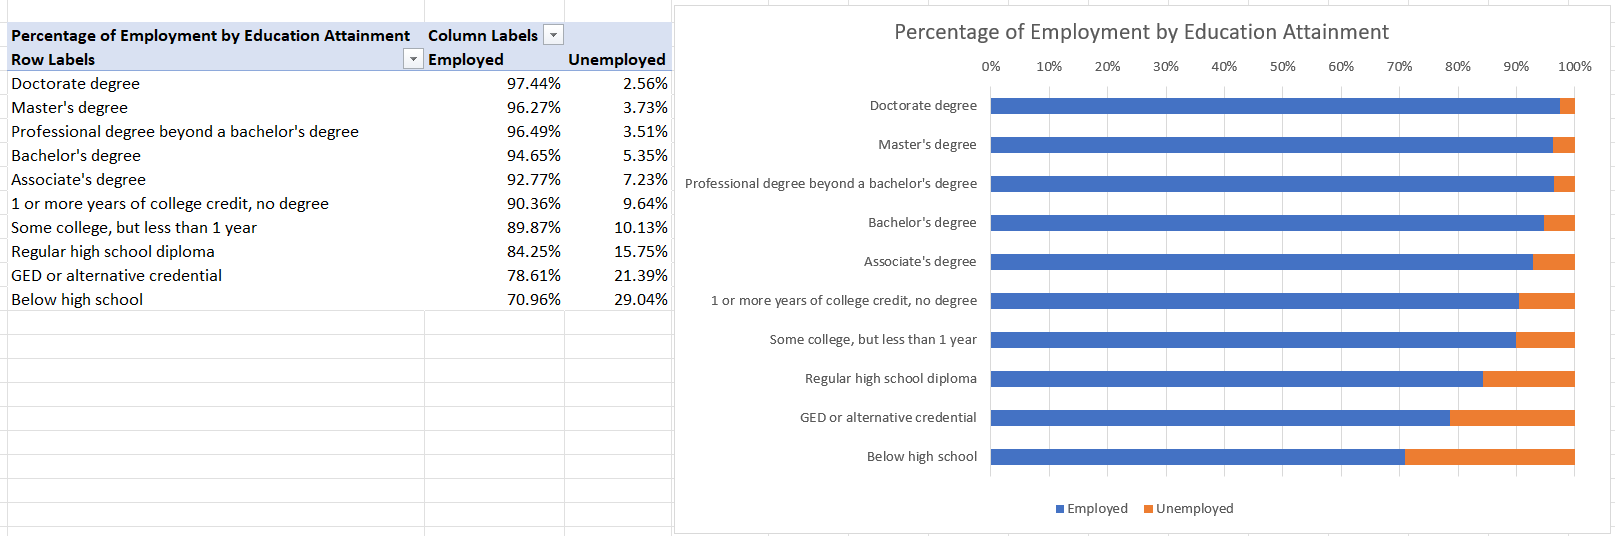 Percentage of Employment by Education Attainment Column Labels
Row Labels Employed Unemployed
Doctorate degree 97.44% 2.56%
Master's degree 96.27% 3.73%
Professional degree beyond a bachelor's degree 96.49% 3.51%
Bachelor's degree 94.65% 5.35%
Associate's degree 92.77% 7.23%
1 or more years of college credit, no degree 90.36% 9.64%
Some college, but less than 1 year 89.87% 10.13%
Regular high school diploma 84.25% 15.75%
GED or alternative credential 78.61% 21.39%
Below high school 70.96% 29.04%
Percentage of Employment by Education Attainment
0% 10% 20% 30% 40% 50% 60% 70% 80% 90% 100%
Doctorate degree
Master's degree
Professional degree beyond a bachelor's degree
Bachelor's degree
Associate's degree
1 or more years of college credit, no degree
Some college, but less than 1 year
Regular high school diploma
GED or alternative credential
Below high school
Employed Unemployed